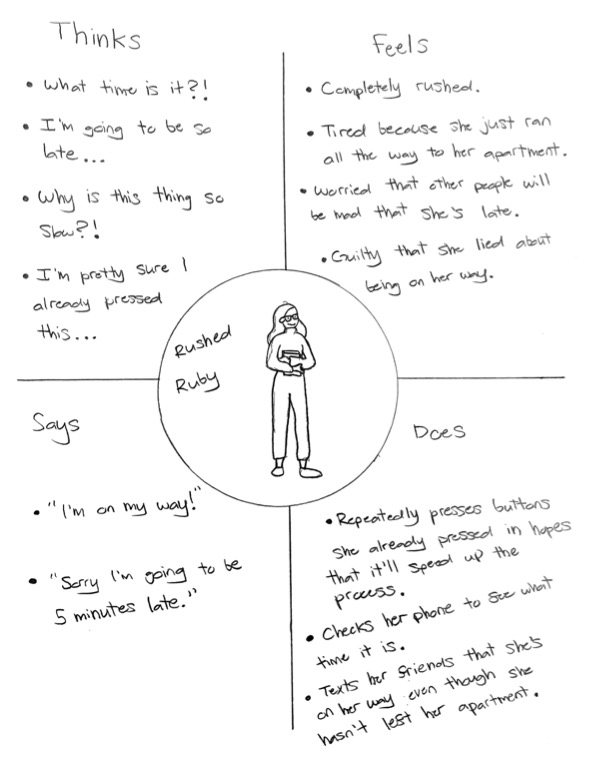 Thinks
• What time is it?!
• I'm going to be so
late...
• Why is this thing so
slow?!
• I'm pretty sure I
already pressed
this...
Feels
• Completely rushed.
• Tired because she just ran
all the way to her apartment.
• Worried that other people will
be mad that she's late.
• Guilty that she lied about
being on her way.
Rushed
Ruby
Says
• "I'm on my way!"
• "Sorry I'm going to be
5 minutes late."
Does
• Repeatedly presses buttons
she already pressed in hopes
that it'll speed up the
process.
• Checks her phone to see what
time it is.
• Texts her friends that she's
on her way even though she
hasn't left her apartment.